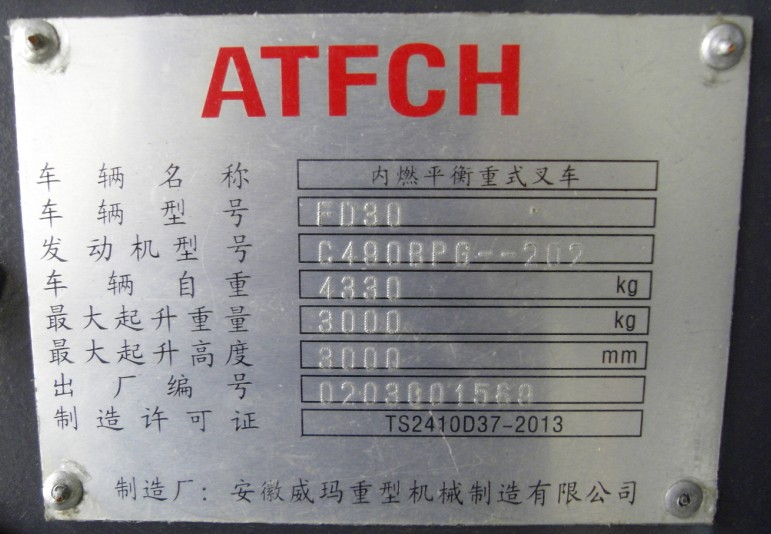 ATFCH
车辆名称 内燃平衡重式叉车
车辆型号 FD30
发动机型号 C490BPG--202
车辆自重 4330 kg
最大起升重量 3000 kg
最大起升高度 3000 mm
出厂编号 0203G01569
制造许可证 TS2410D37-2013
制造厂：安徽威玛重型机械制造有限公司